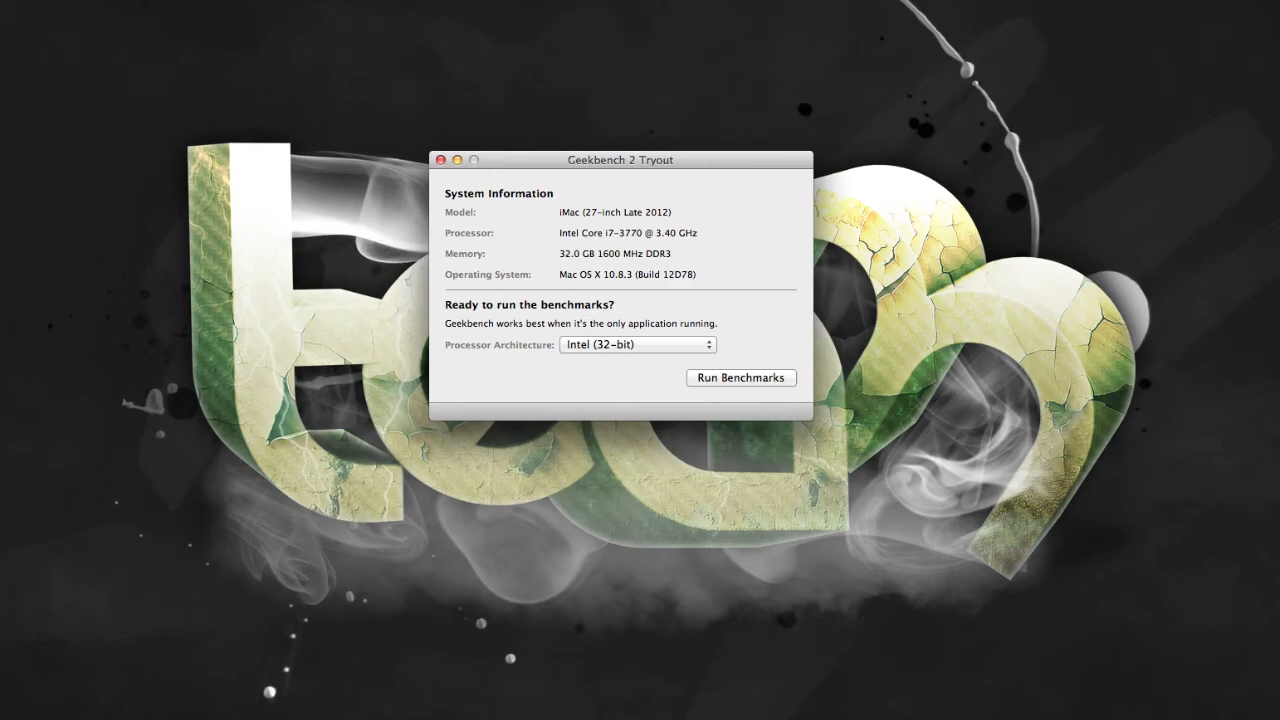 Geekbench 2 Tryout
System Information
Model: iMac (27-inch Late 2012)
Processor: Intel Core i7-3770 @ 3.40 GHz
Memory: 32.0 GB 1600 MHz DDR3
Operating System: Mac OS X 10.8.3 (Build 12D78)
Ready to run the benchmarks?
Geekbench works best when it's the only application running.
Processor Architecture: Intel (32-bit)
Run Benchmarks